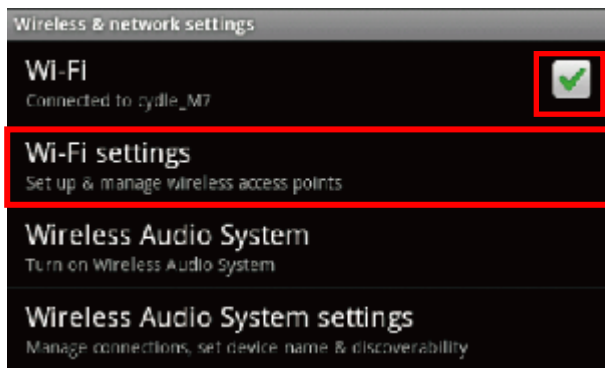 Wireless & network settings
Wi-Fi
Connected to cydle_M7
Wi-Fi settings
Set up & manage wireless access points
Wireless Audio System
Turn on Wireless Audio System
Wireless Audio System settings
Manage connections, set device name & discoverability